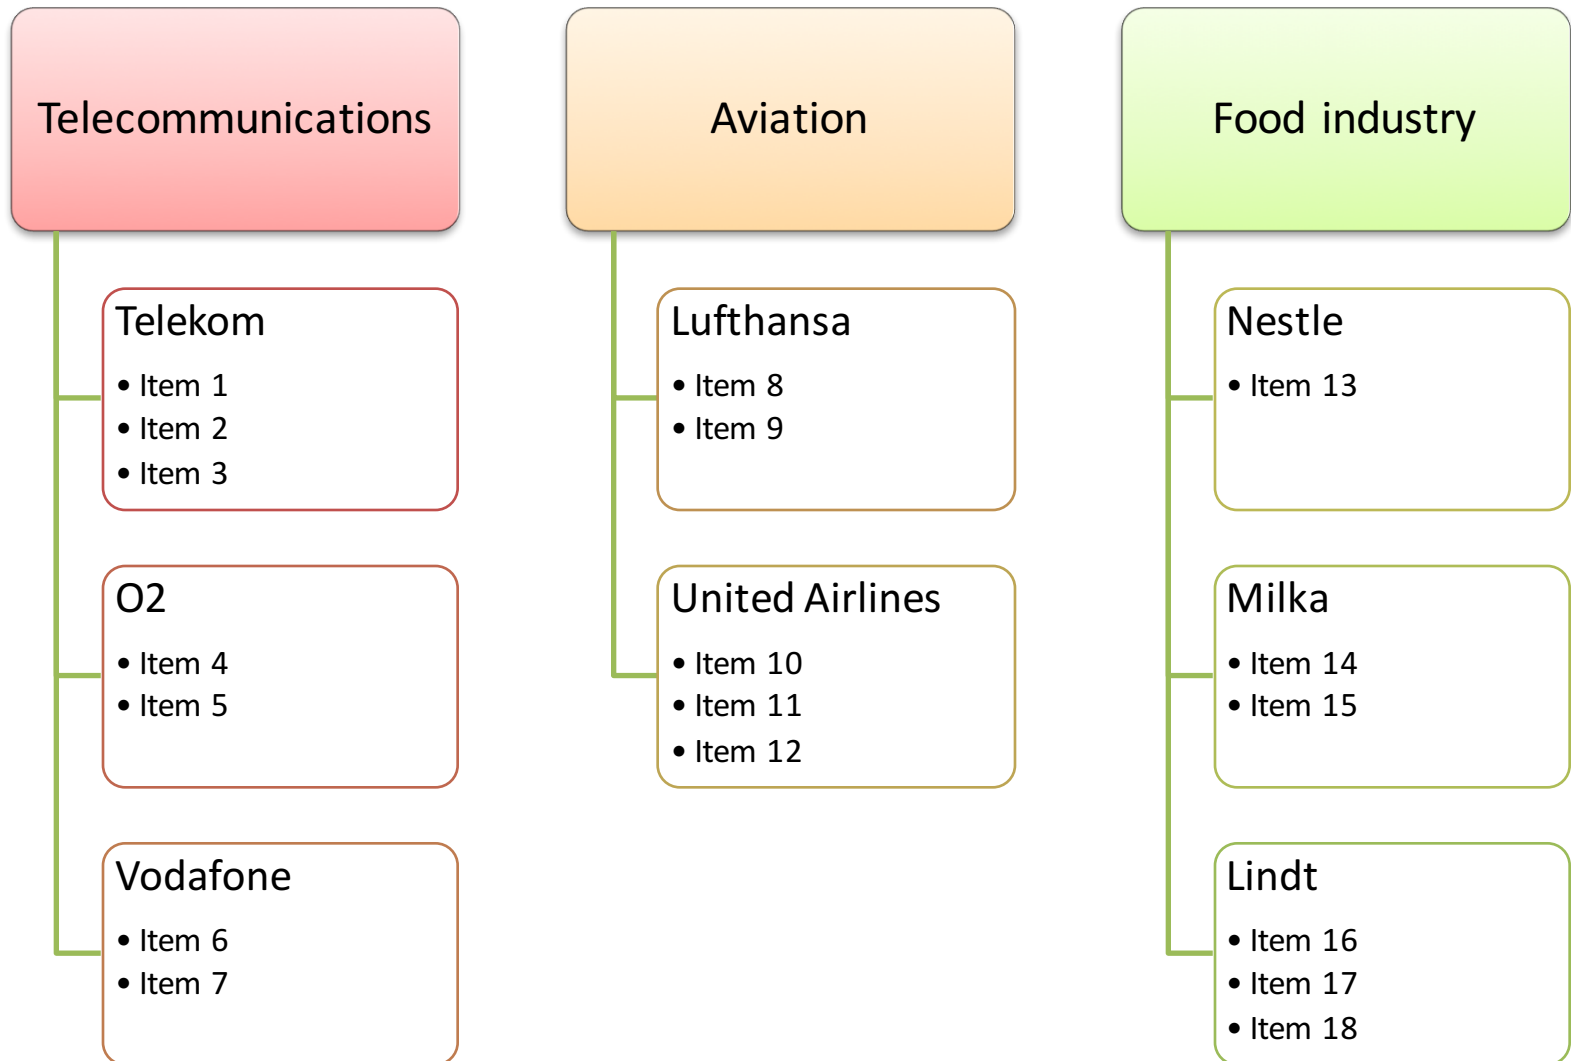 Telecommunications
Telekom
• Item 1
• Item 2
• Item 3
O2
• Item 4
• Item 5
Vodafone
• Item 6
• Item 7
Aviation
Lufthansa
• Item 8
• Item 9
United Airlines
• Item 10
• Item 11
• Item 12
Food industry
Nestle
• Item 13
Milka
• Item 14
• Item 15
Lindt
• Item 16
• Item 17
• Item 18